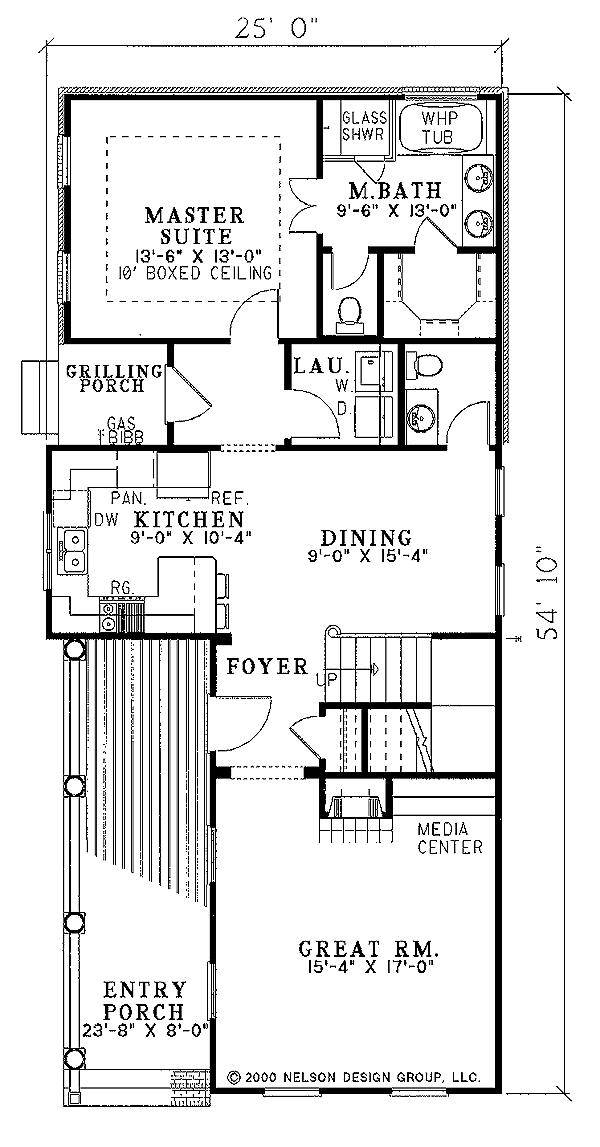 25' 0"
GLASS
SHWR
WHP
TUB
M.BATH
9'-6" X 13'-0"
MASTER
SUITE
13'-6" X 13'-0"
10' BOXED CEILING
GRILLING
PORCH
GAS
BIBB
LAU.
W.
D.
PAN.
REF.
DW
KITCHEN
9'-0" X 10'-4"
RG.
DINING
9'-0" X 15'-4"
54' 10"
FOYER
UP
MEDIA
CENTER
GREAT RM.
15'-4" X 17'-0"
ENTRY
PORCH
23'-8" X 8'-0"
© 2000 NELSON DESIGN GROUP, LLC.